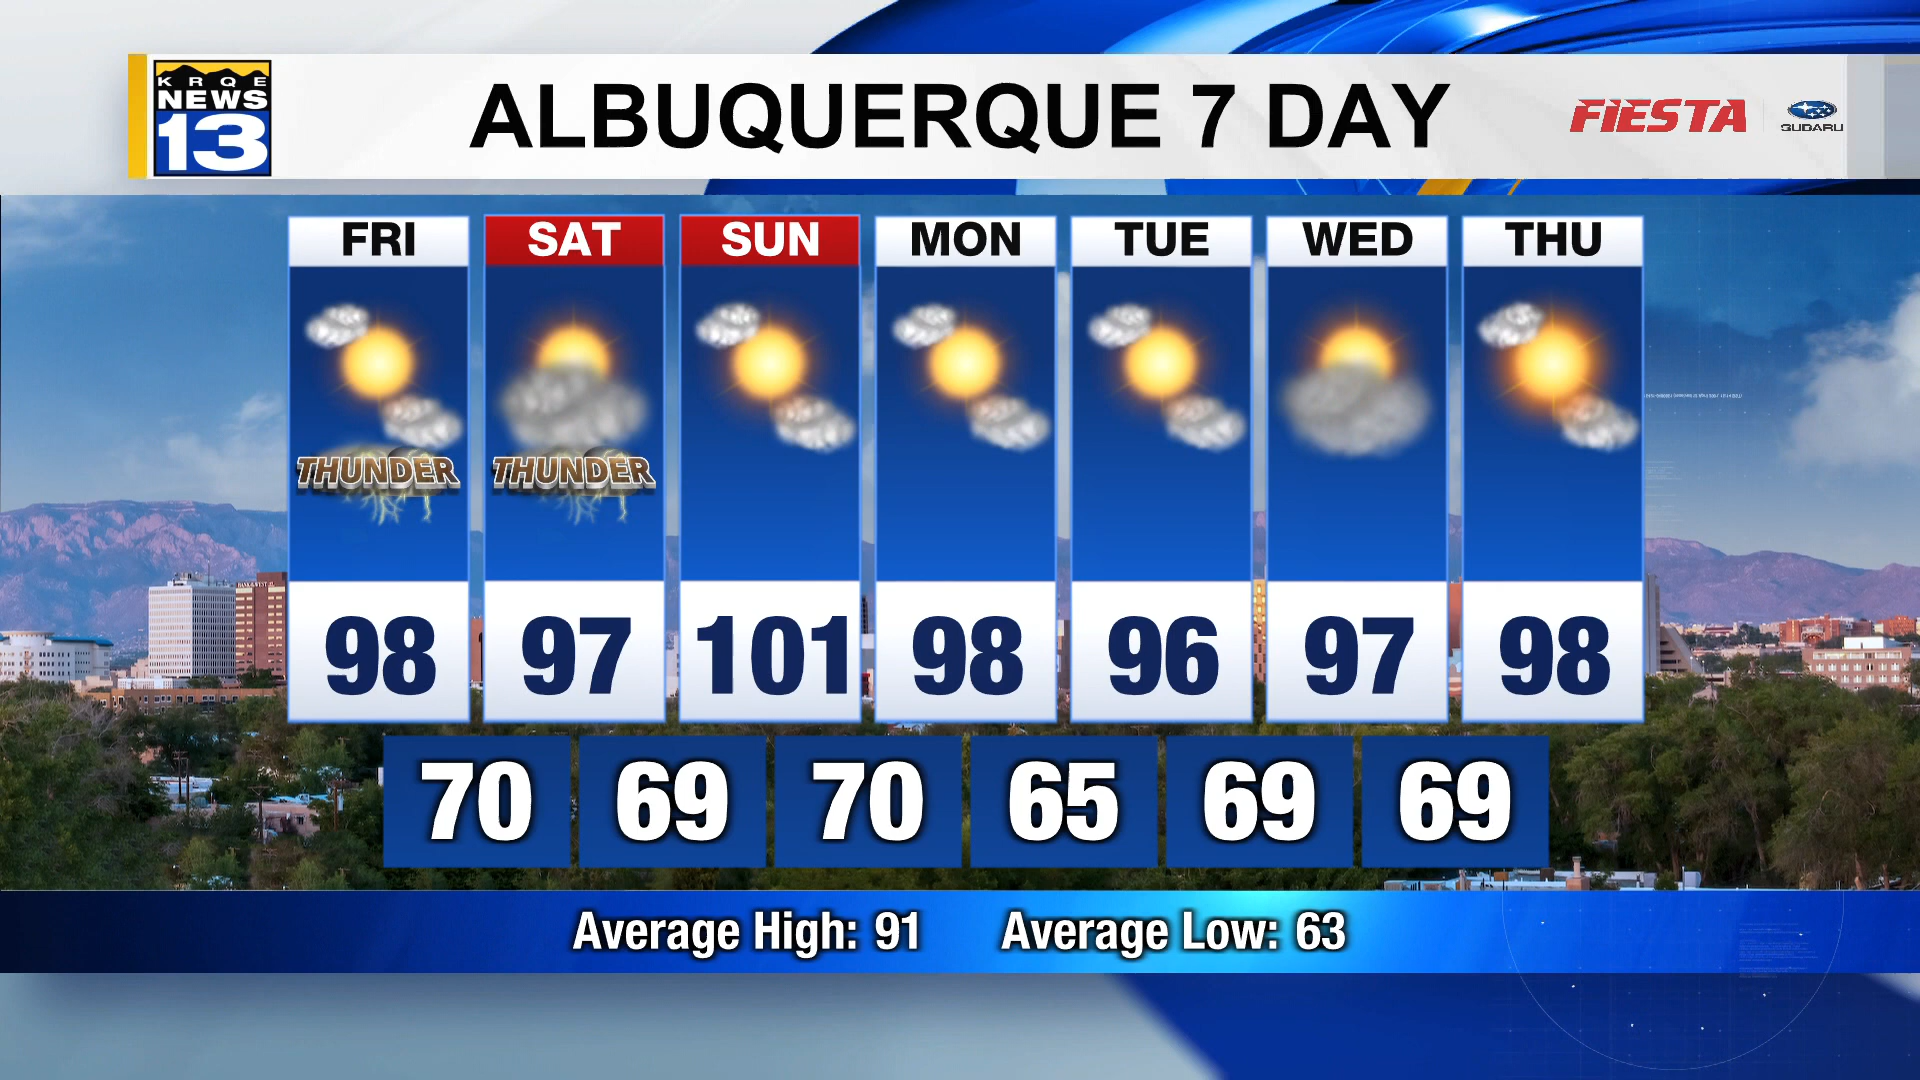 KRQE
NEWS
13
ALBUQUERQUE 7 DAY
FiESTA
SUBARU
FRI
SAT
SUN
MON
TUE
WED
THU
THUNDER
THUNDER
98
97
101
98
96
97
98
70
69
70
65
69
69
Average High: 91
Average Low: 63